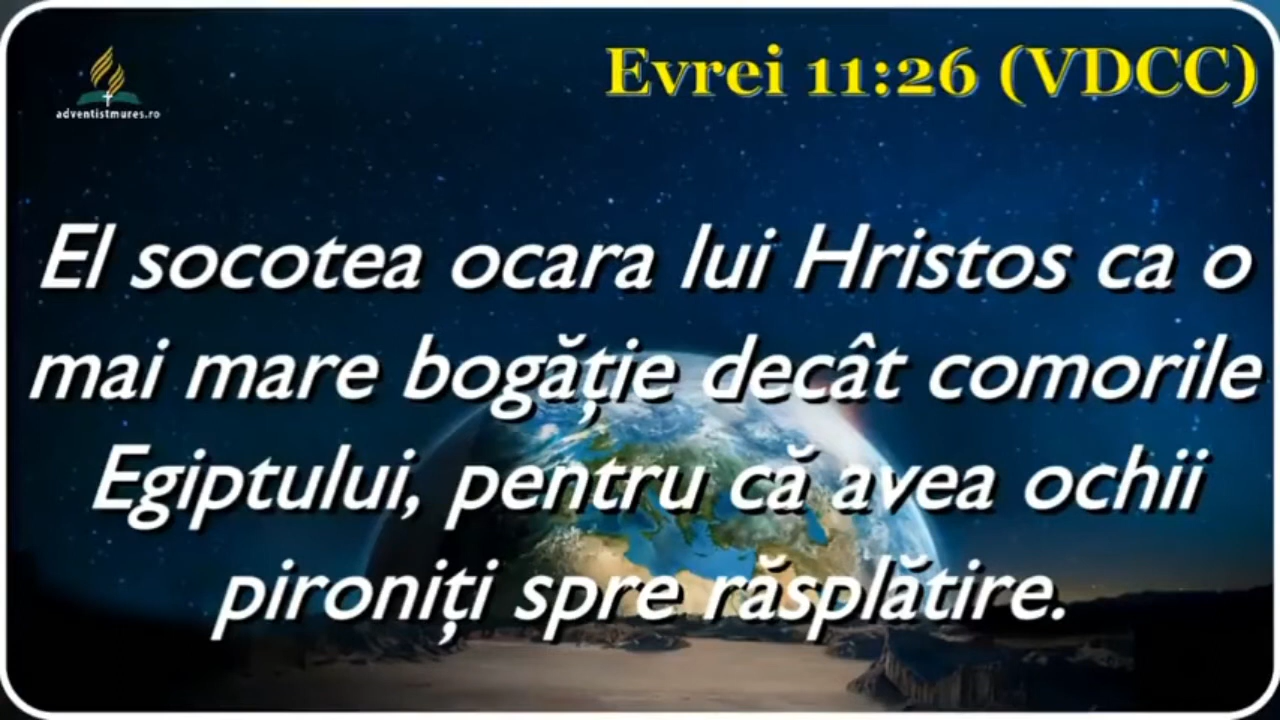 Evrei 11:26 (VDCC)
adventistmures.ro
El socotea ocara lui Hristos ca o
mai mare bogăție decât comorile
Egiptului, pentru că avea ochii
pironiți spre răsplătire.